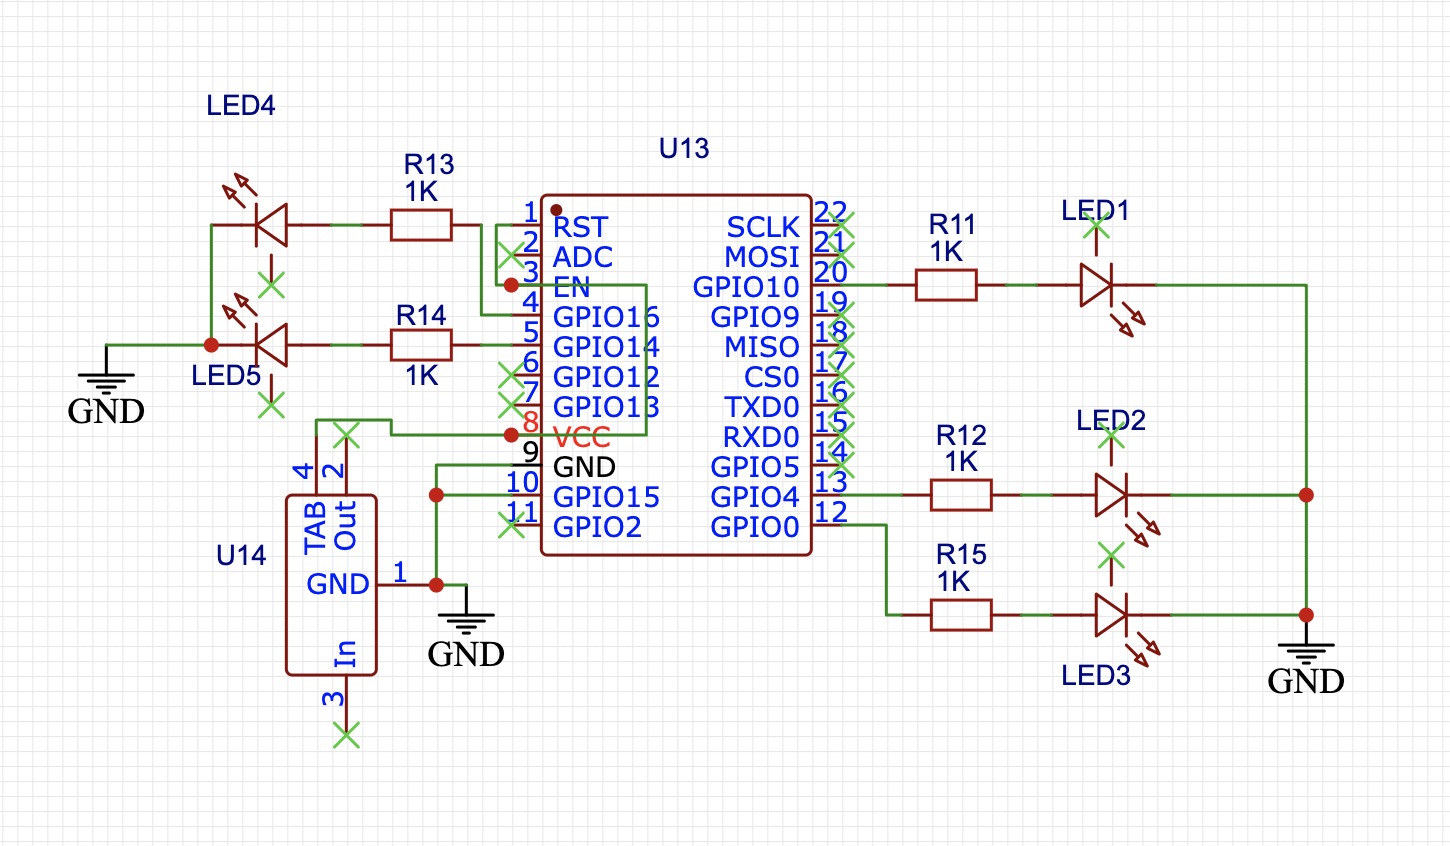 LED4
U13
R13
1K
LED1
R11
1K
1
RST
2
ADC
3
EN
4
GPIO16
5
GPIO14
6
GPIO12
7
GPIO13
8
VCC
9
GND
10
GPIO15
11
GPIO2
22
SCLK
21
MOSI
20
GPIO10
19
GPIO9
18
MISO
17
CS0
16
TXD0
15
RXD0
14
GPIO5
13
GPIO4
12
GPIO0
R14
1K
LED5
GND
LED2
R12
1K
4
2
TAB
Out
U14
GND
1
In
3
GND
R15
1K
LED3
GND